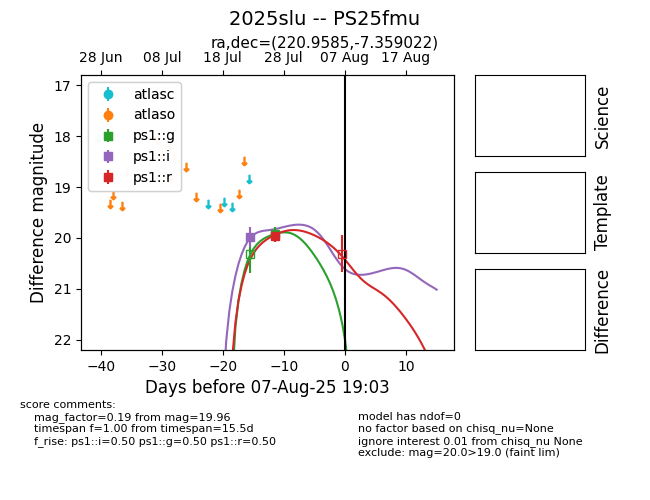 2025slu -- PS25fmu
ra,dec=(220.9585,-7.359022)
28 Jun 08 Jul 18 Jul 28 Jul 07 Aug 17 Aug
17
18
19
20
21
22
Difference magnitude
atlasc
atlaso
ps1::g
ps1::i
ps1::r
−40 −30 −20 −10 0 10
Days before 07-Aug-25 19:03
Science
Template
Difference
score comments:
mag_factor=0.19 from mag=19.96
timespan f=1.00 from timespan=15.5d
f_rise: ps1::i=0.50 ps1::g=0.50 ps1::r=0.50
model has ndof=0
no factor based on chisq_nu=None
ignore interest 0.01 from chisq_nu None
exclude: mag=20.0>19.0 (faint lim)